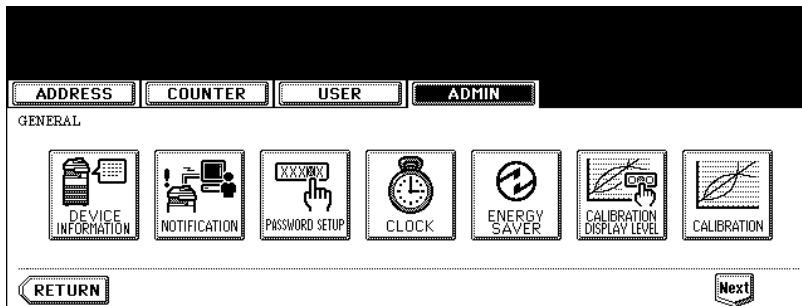 ADDRESS COUNTER USER ADMIN
GENERAL
DEVICE INFORMATION
NOTIFICATION
XXXXX
PASSWORD SETUP
CLOCK
ENERGY SAVER
CALIBRATION DISPLAY LEVEL
CALIBRATION
RETURN
Next